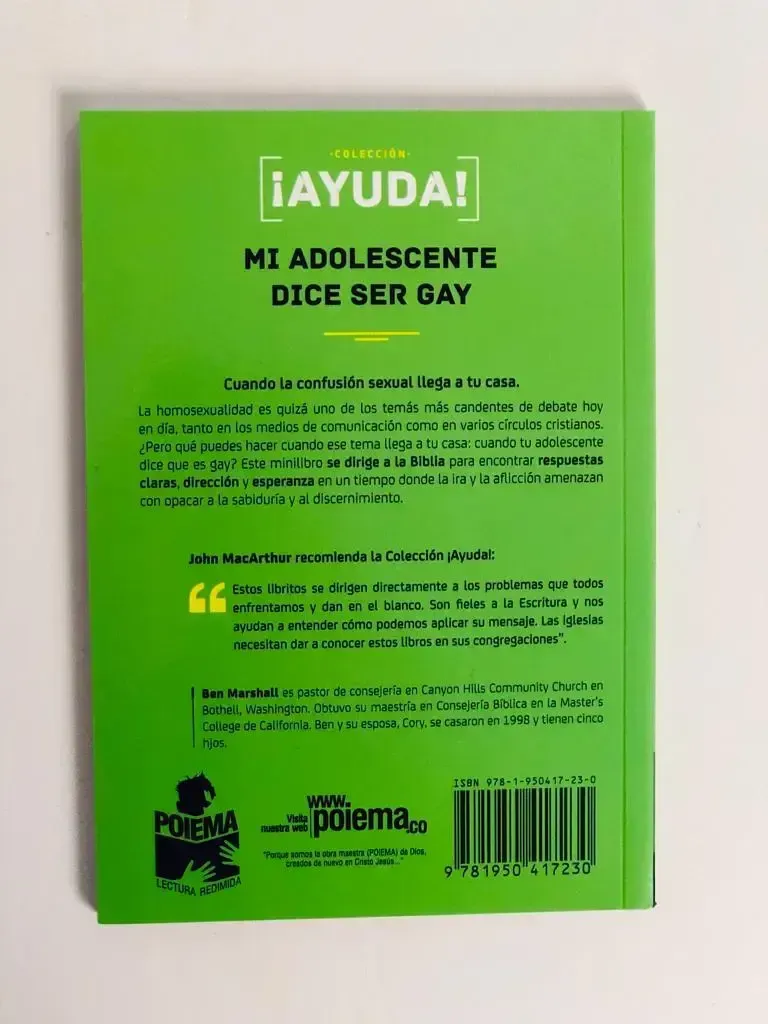 ·COLECCIÓN·
¡AYUDA!
MI ADOLESCENTE
DICE SER GAY
Cuando la confusión sexual llega a tu casa.
La homosexualidad es quizá uno de los temás más candentes de debate hoy
en día, tanto en los medios de comunicación como en varios círculos cristianos.
¿Pero qué puedes hacer cuando ese tema llega a tu casa: cuando tu adolescente
dice que es gay? Este minilibro se dirige a la Biblia para encontrar respuestas
claras, dirección y esperanza en un tiempo donde la ira y la aflicción amenazan
con opacar a la sabiduría y al discernimiento.
John MacArthur recomienda la Colección ¡Ayuda!:
“ Estos libritos se dirigen directamente a los problemas que todos
enfrentamos y dan en el blanco. Son fieles a la Escritura y nos
ayudan a entender cómo podemos aplicar su mensaje. Las iglesias
necesitan dar a conocer estos libros en sus congregaciones”.
Ben Marshall es pastor de consejería en Canyon Hills Community Church en
Bothell, Washington. Obtuvo su maestría en Consejería Bíblica en la Master's
College de California. Ben y su esposa, Cory, se casaron en 1998 y tienen cinco
hjos.
POIEMA
LECTURA REDIMIDA
Visita
nuestra web
www.
poiema.co
"Porque somos la obra maestra (POIEMA) de Dios,
creados de nuevo en Cristo Jesús..."
ISBN 978-1-950417-23-0
9 781950 417230